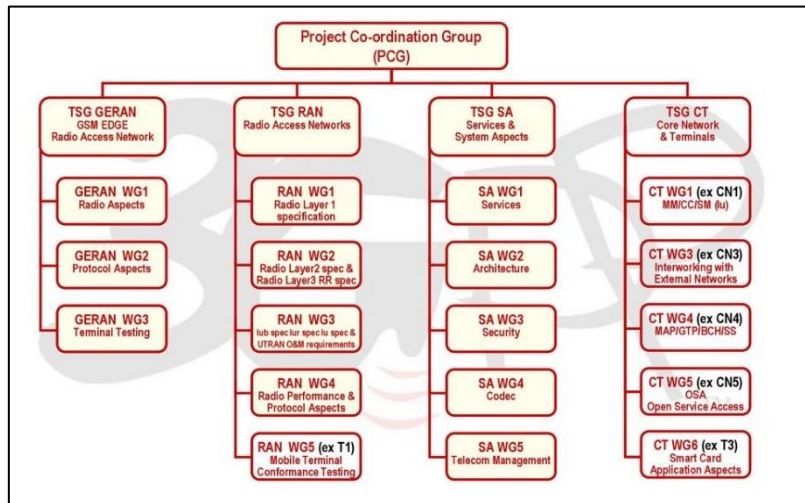 Project Co-ordination Group
(PCG)
TSG GERAN
GSM EDGE
Radio Access Network
GERAN WG1
Radio Aspects
GERAN WG2
Protocol Aspects
GERAN WG3
Terminal Testing
TSG RAN
Radio Access Networks
RAN WG1
Radio Layer 1
specification
RAN WG2
Radio Layer2 spec &
Radio Layer3 RR spec
RAN WG3
Iub spec Iur spec Iu spec &
UTRAN O&M requirements
RAN WG4
Radio Performance &
Protocol Aspects
RAN WG5 (ex T1)
Mobile Terminal
Conformance Testing
TSG SA
Services &
System Aspects
SA WG1
Services
SA WG2
Architecture
SA WG3
Security
SA WG4
Codec
SA WG5
Telecom Management
TSG CT
Core Network
& Terminals
CT WG1 (ex CN1)
MM/CC/SM (Iu)
CT WG3 (ex CN3)
Interworking with
External Networks
CT WG4 (ex CN4)
MAP/GTP/BCH/SS
CT WG5 (ex CN5)
OSA
Open Service Access
CT WG6 (ex T3)
Smart Card
Application Aspects